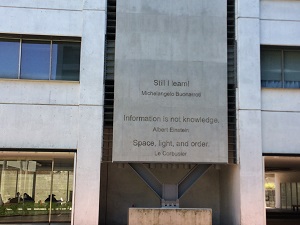 Still I learn!
Michelangelo Buonarroti
Information is not knowledge.
Albert Einstein
Space, light, and order.
Le Corbusier